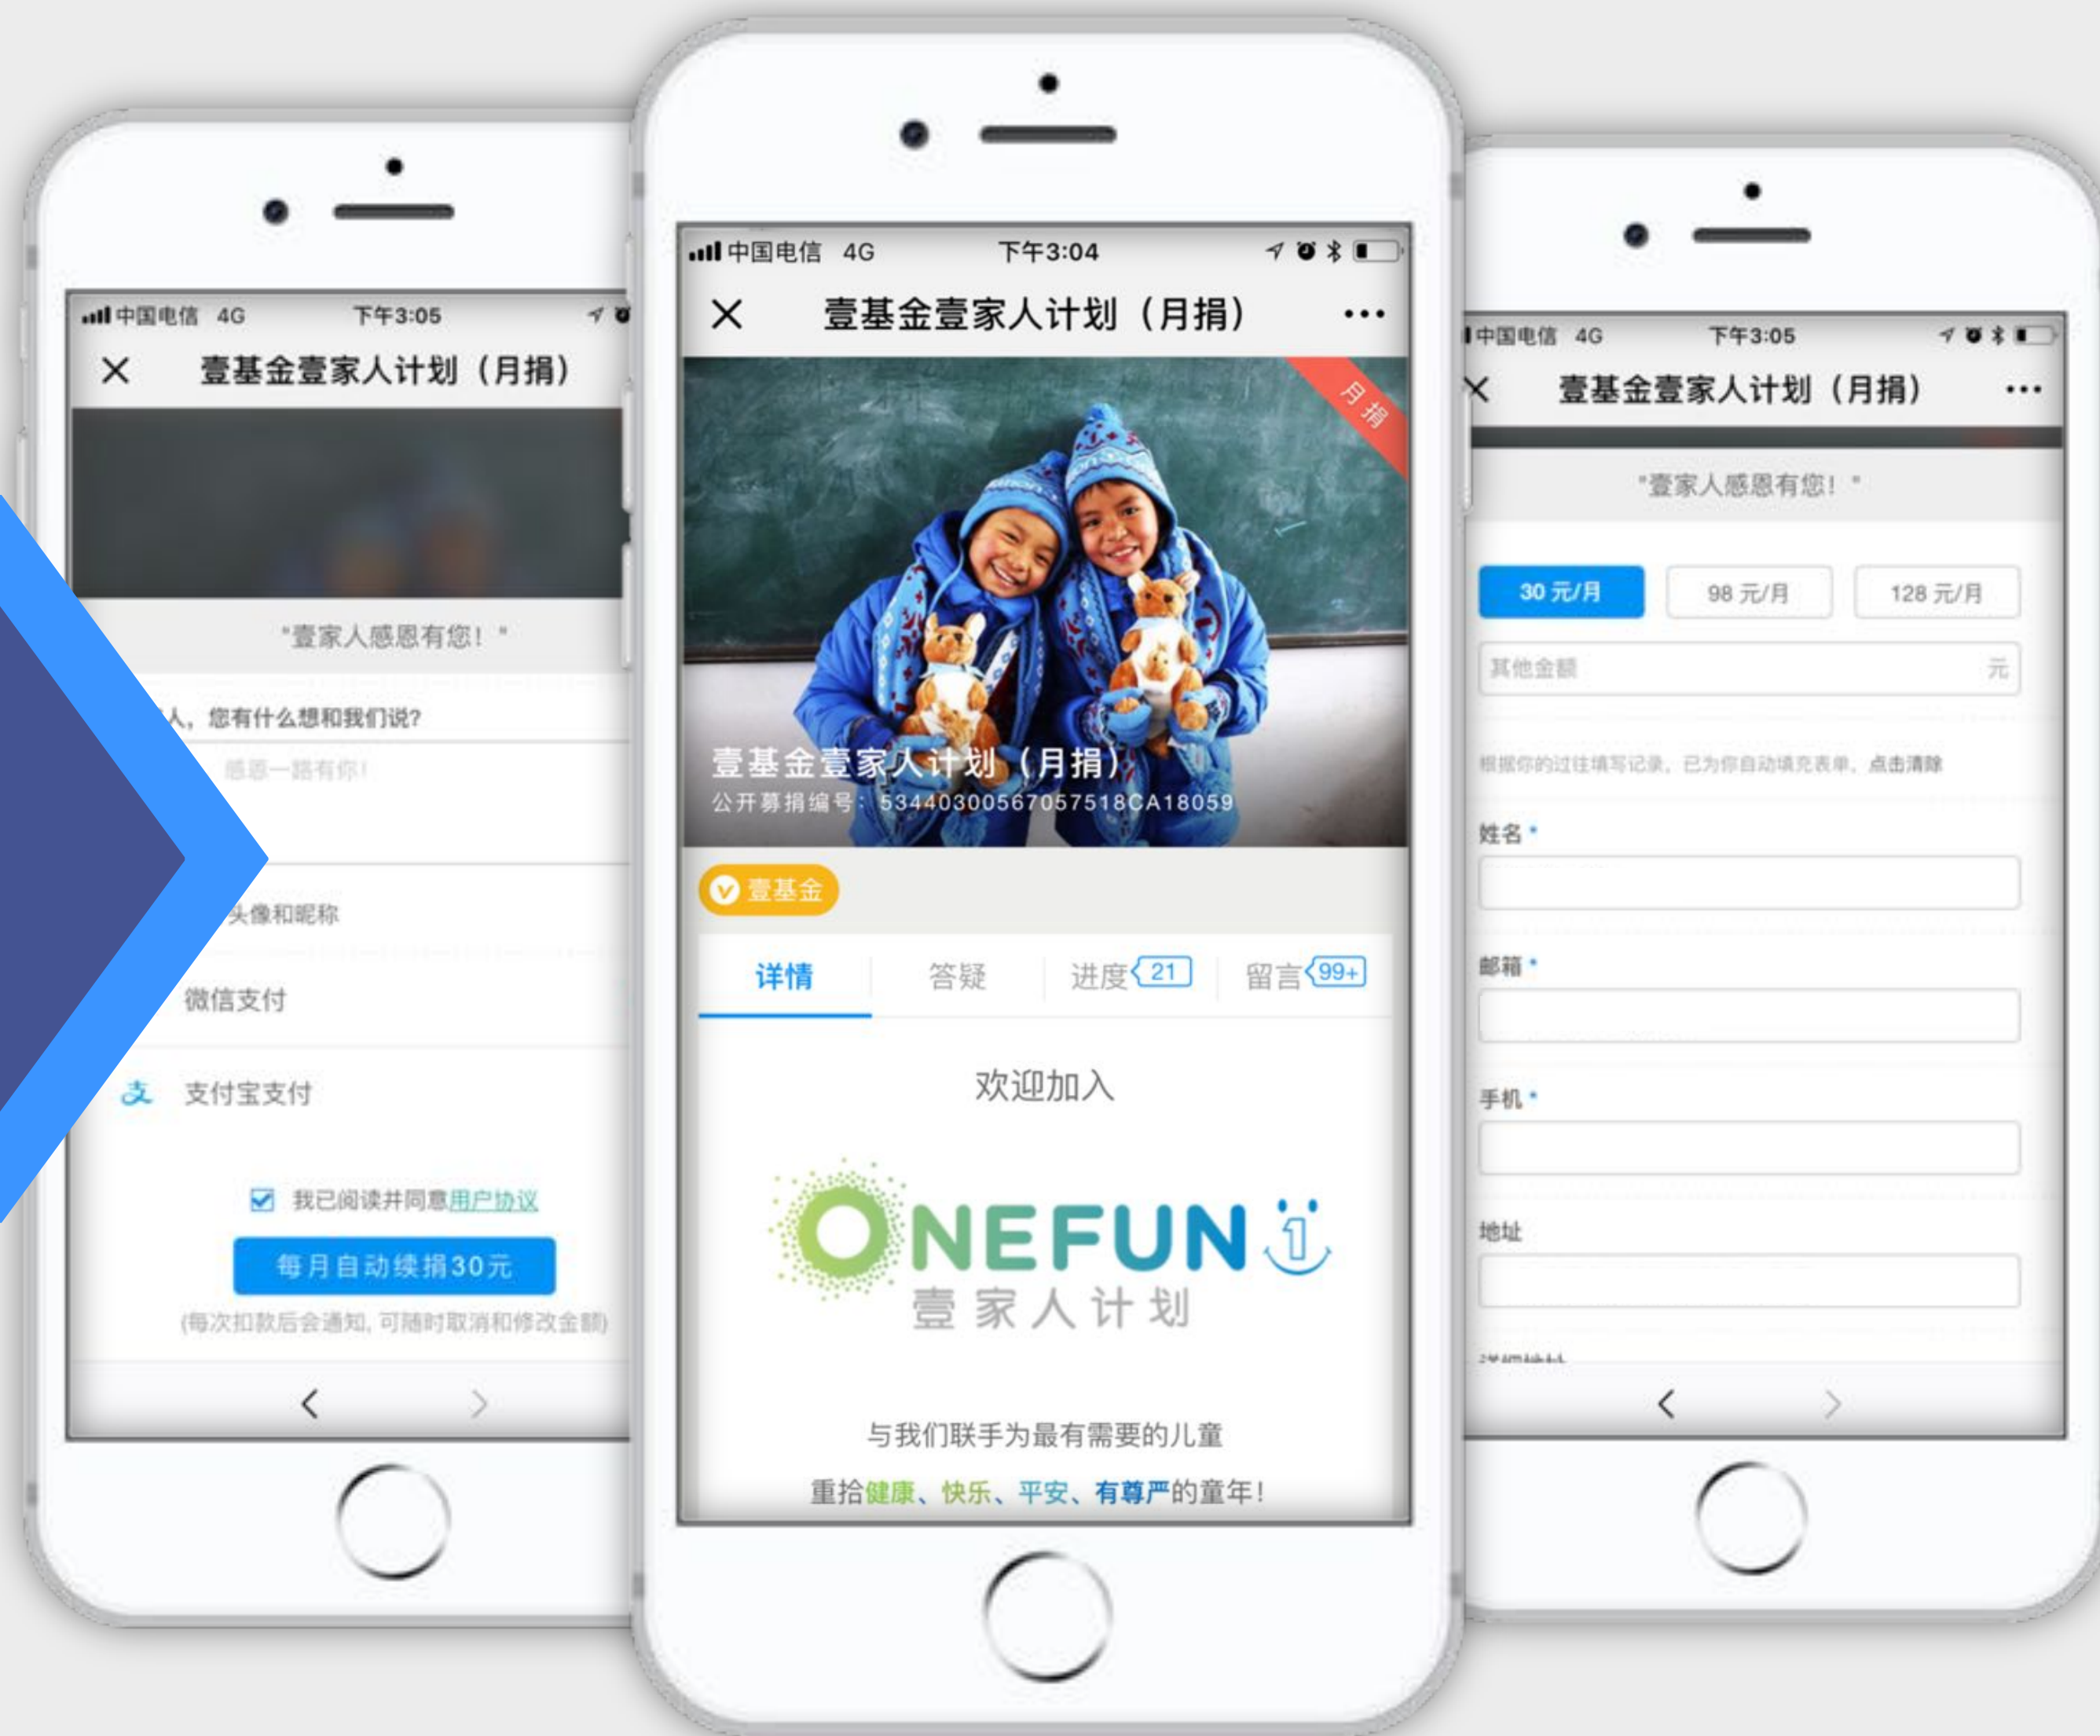 中国电信 4G 下午3:05
壹基金壹家人计划（月捐）
"壹家人感恩有您！"
人，您有什么想和我们说？
感恩一路有你！
头像和昵称
微信支付
支 支付宝支付
我已阅读并同意用户协议
每月自动续捐30元
(每次扣款后会通知, 可随时取消和修改金额)
中国电信 4G 下午3:04
壹基金壹家人计划（月捐）
月捐
壹基金壹家人计划（月捐）
公开募捐编号：53440300567057518CA18059
壹基金
详情 答疑 进度 21 留言 99+
欢迎加入
ONEFUN 1
壹家人计划
与我们联手为最有需要的儿童
重拾健康、快乐、平安、有尊严的童年！
中国电信 4G 下午3:05
壹基金壹家人计划（月捐）
"壹家人感恩有您！"
30 元/月 98 元/月 128 元/月
其他金额 元
根据你的过往填写记录，已为你自动填充表单，点击清除
姓名 *
邮箱 *
手机 *
地址